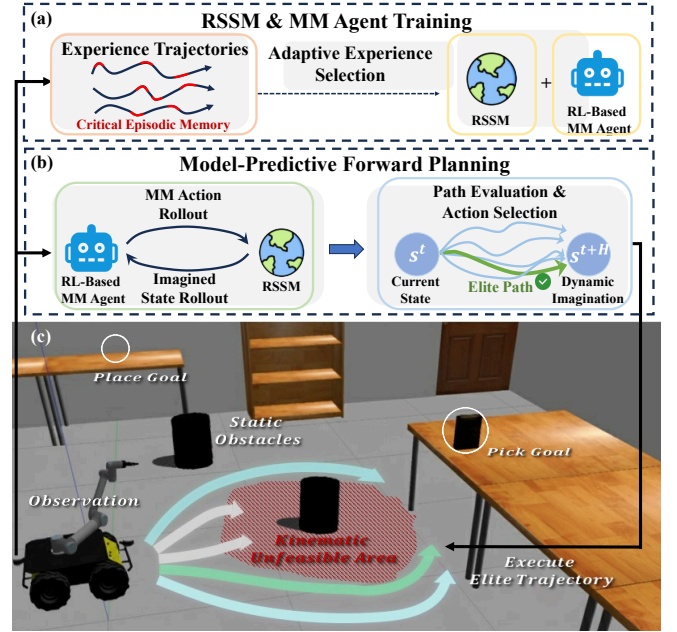 (a)
RSSM & MM Agent Training
Experience Trajectories
Critical Episodic Memory
Adaptive Experience
Selection
RSSM
+
RL-Based
MM Agent
(b)
Model-Predictive Forward Planning
MM Action
Rollout
RL-Based
MM Agent
Imagined
State Rollout
RSSM
Path Evaluation &
Action Selection
s^t
s^{t+H}
Current
State
Elite Path
Dynamic
Imagination
(c)
Place Goal
Static
Obstacles
Pick Goal
Observation
Kinematic
Unfeasible Area
Execute
Elite Trajectory